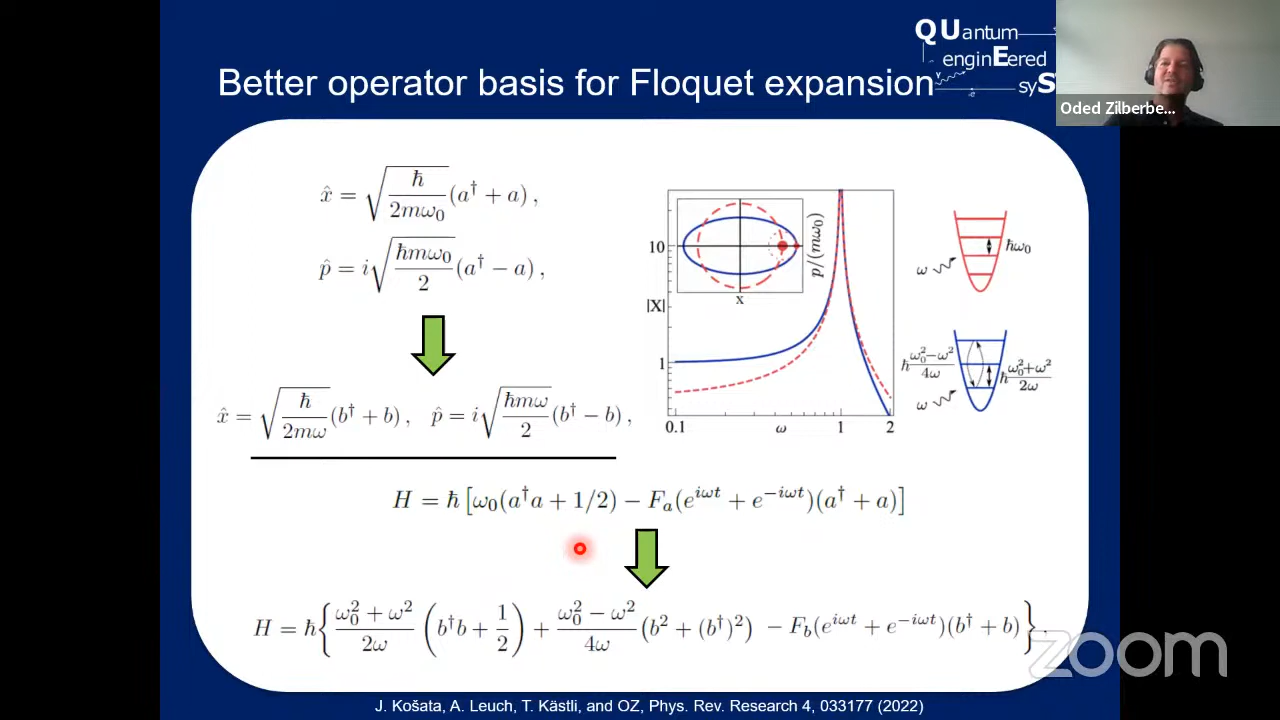 QUantum
enginEered
syS
Better operator basis for Floquet expansion
Oded Zilberbe...
x̂ = √(ħ/2mω₀) (a† + a) ,
p̂ = i√(ħmω₀/2) (a† − a) ,
x̂ = √(ħ/2mω) (b† + b) , p̂ = i√(ħmω/2) (b† − b) ,
10
1
|X|
0.1 ω 1 2
x
p/(mω₀)
ω
ħω₀
ħ (ω₀² − ω²)/4ω
ħ (ω₀² + ω²)/2ω
ω
H = ħ [ω₀(a†a + 1/2) − Fₐ(e^{iωt} + e^{−iωt})(a† + a)]
H = ħ { (ω₀² + ω²)/2ω (b†b + 1/2) + (ω₀² − ω²)/4ω (b² + (b†)²) − F_b(e^{iωt} + e^{−iωt})(b† + b) } .
zoom
J. Košata, A. Leuch, T. Kästli, and OZ, Phys. Rev. Research 4, 033177 (2022)